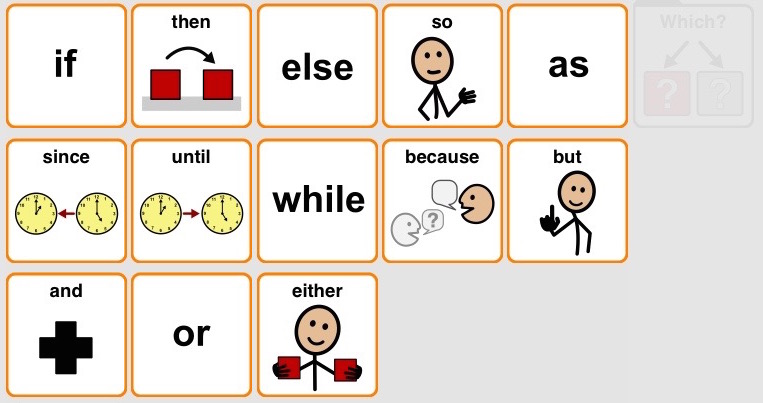 if
then
else
so
as
Which?
? ?
since
until
while
because
?
but
and
or
either